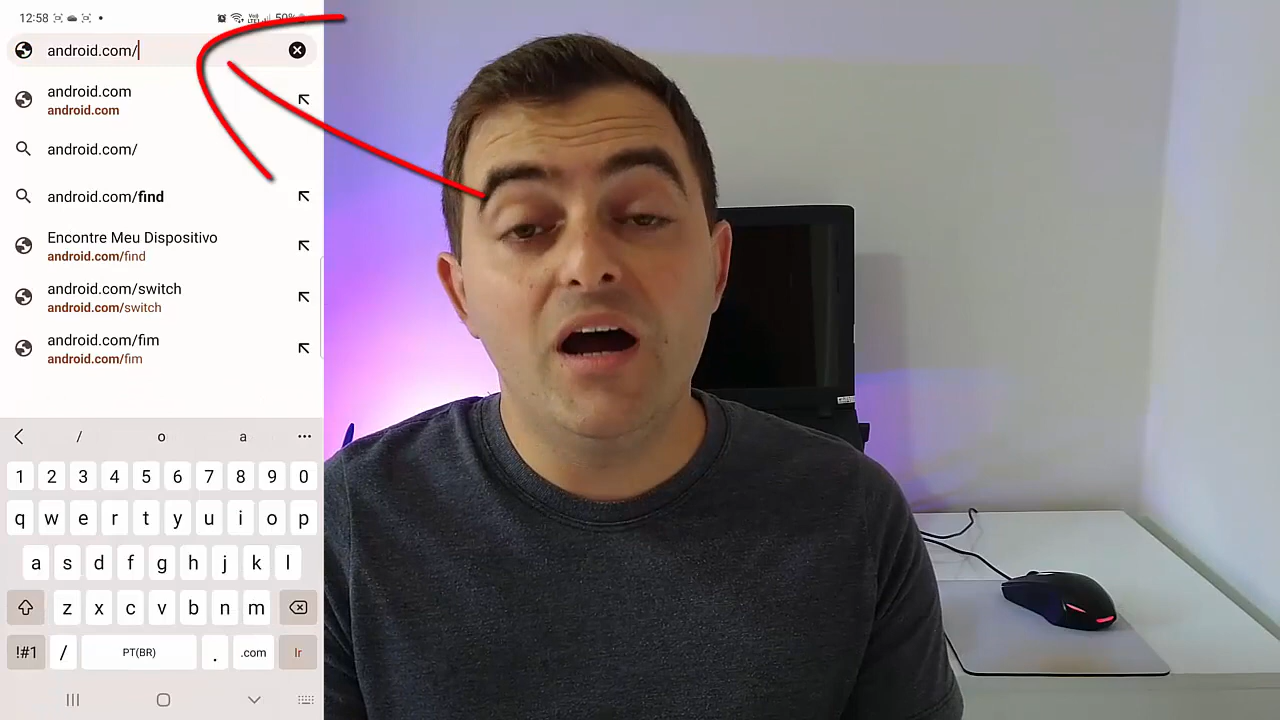 12:58
50%
android.com/
android.com
android.com
android.com/
android.com/find
Encontre Meu Dispositivo
android.com/find
android.com/switch
android.com/switch
android.com/fim
android.com/fim
/ o a
1 2 3 4 5 6 7 8 9 0
q w e r t y u i o p
a s d f g h j k l
z x c v b n m
!#1 / PT(BR) . .com Ir